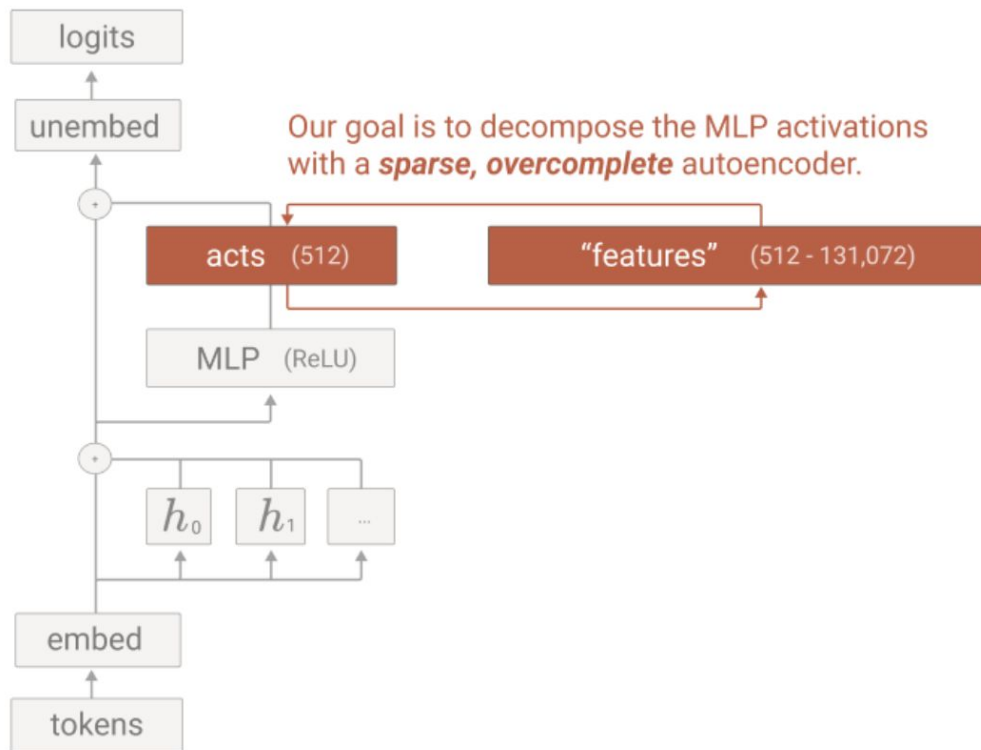 logits
unembed
Our goal is to decompose the MLP activations
with a sparse, overcomplete autoencoder.
+
acts (512)
“features” (512 - 131,072)
MLP (ReLU)
+
h₀
h₁
...
embed
tokens